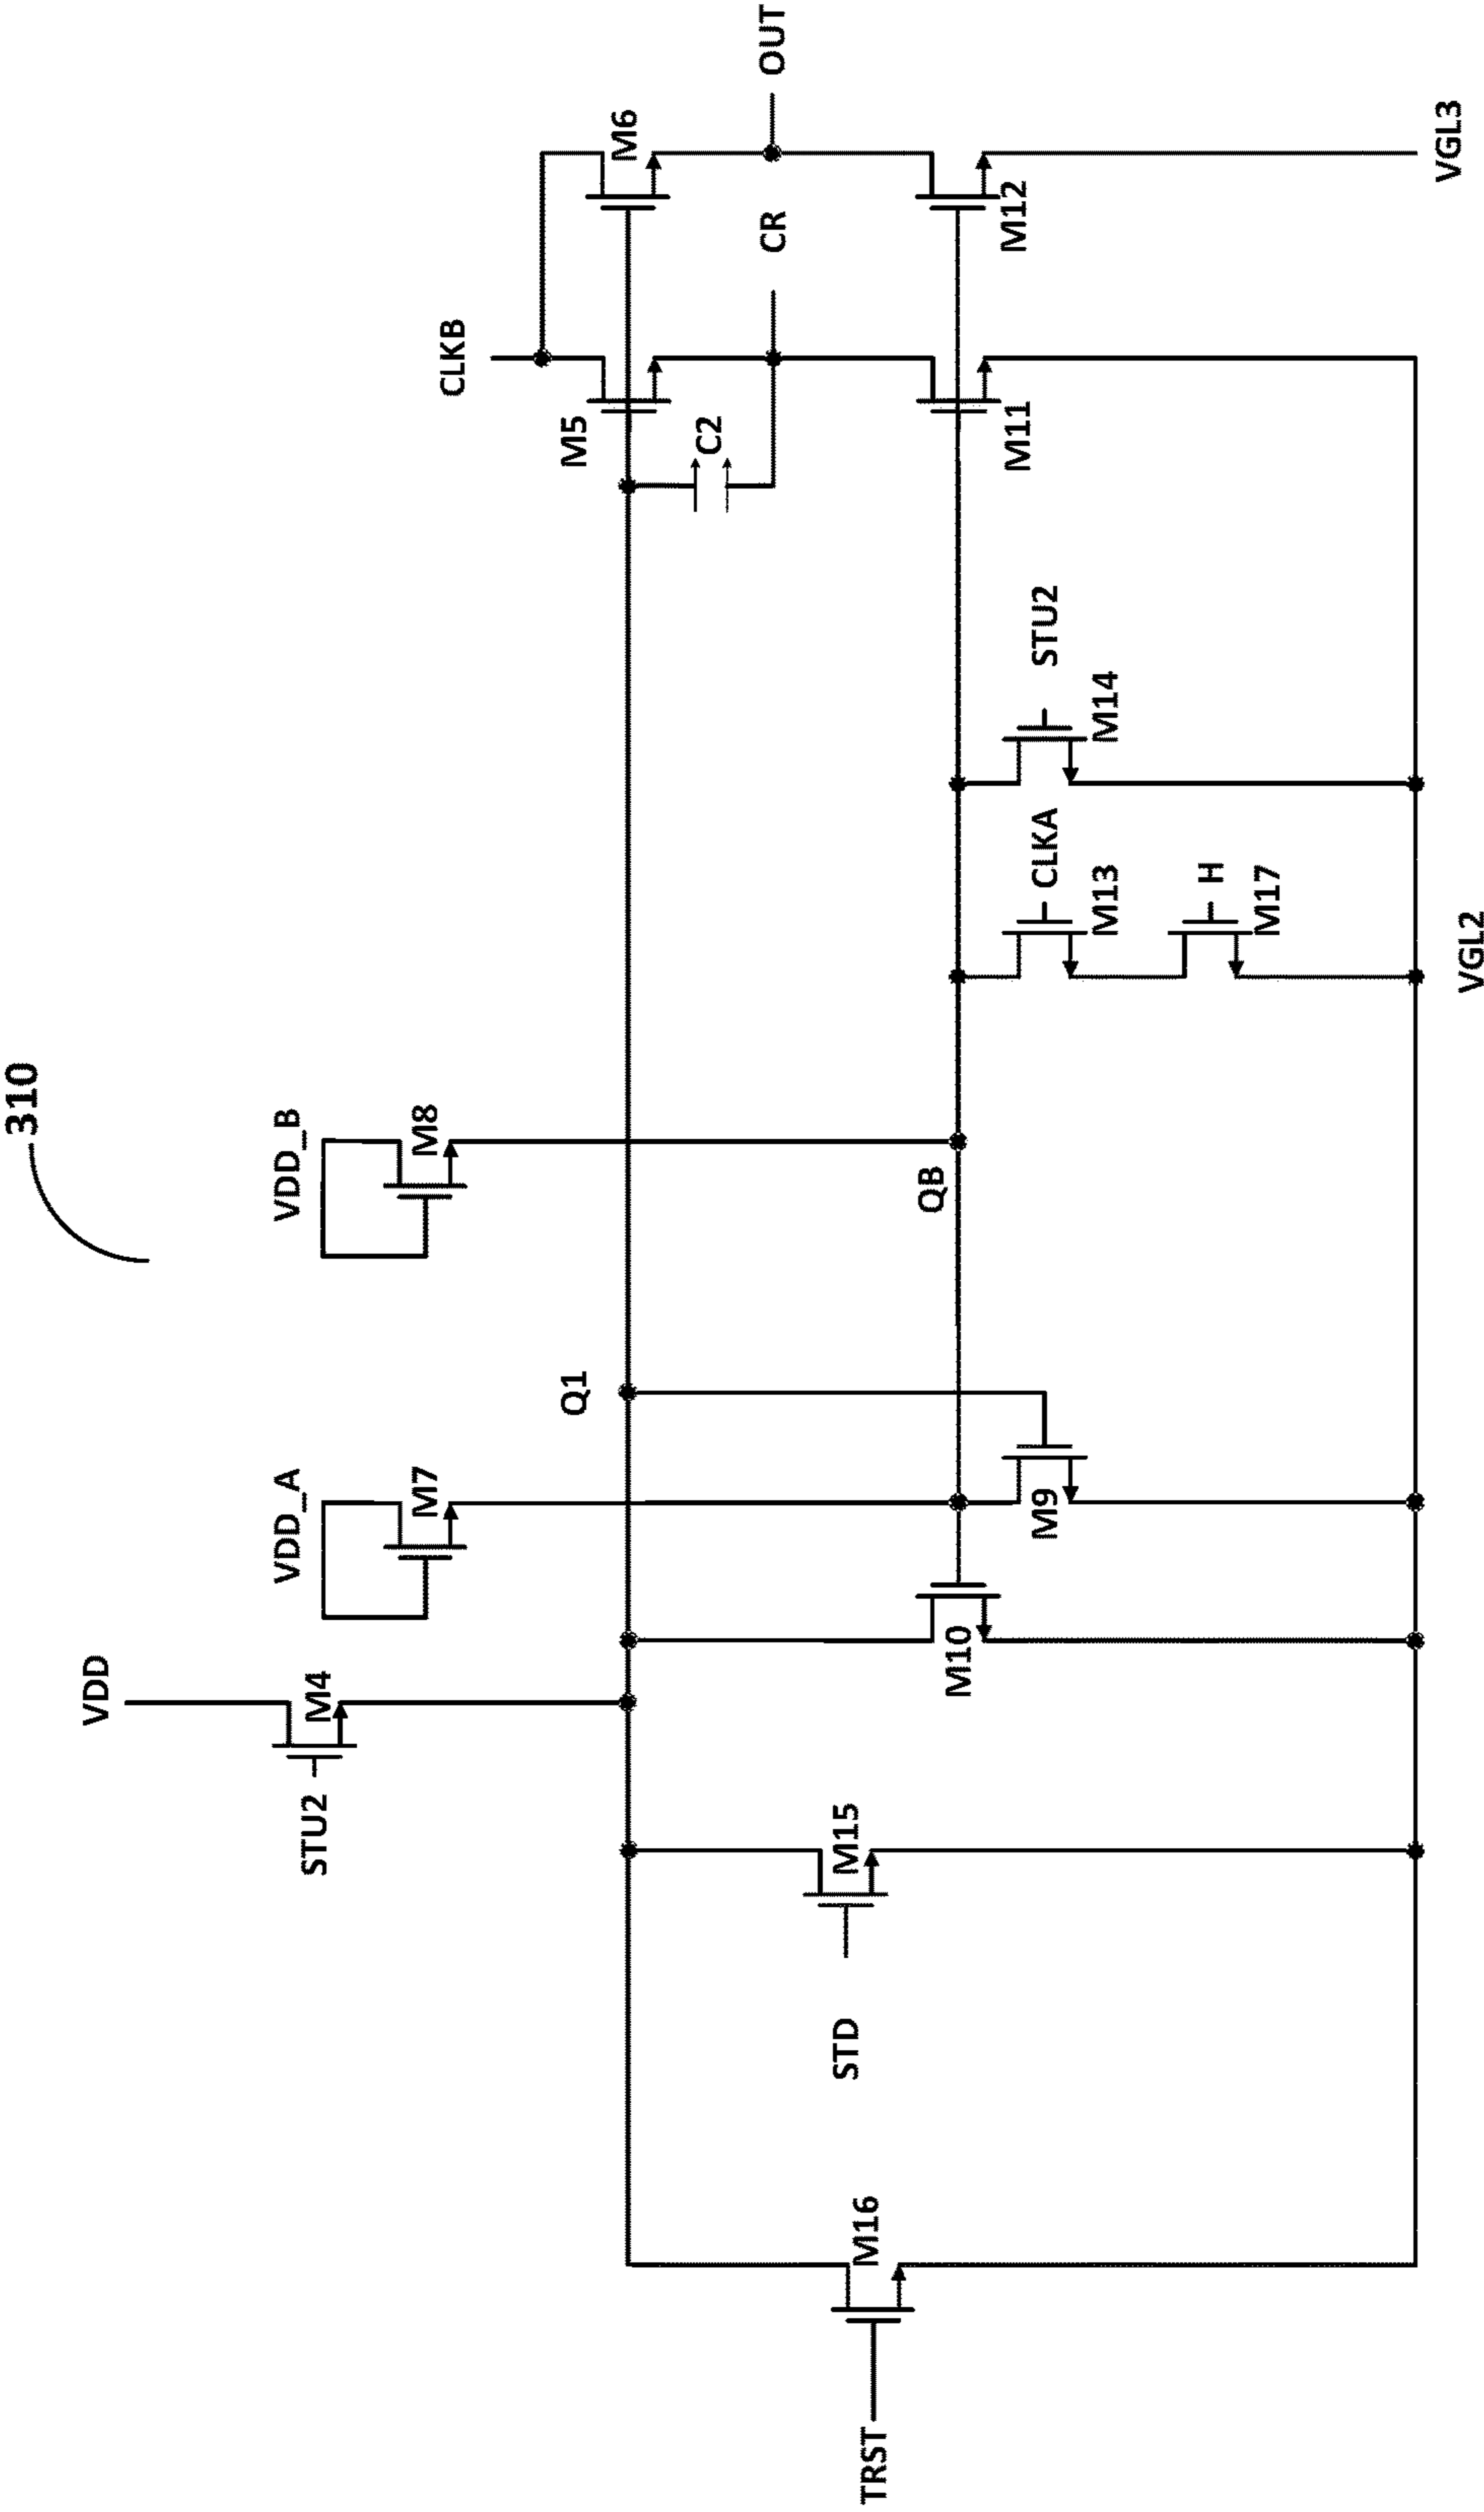 310
VDD
VDD_A
VDD_B
STU2
M4
M7
M8
CLKB
Q1
M5
M6
C2
CR
OUT
QB
STD
M15
TRST
M16
M10
M9
CLKA
M13
STU2
M14
M11
M12
H
M17
VGL2
VGL3